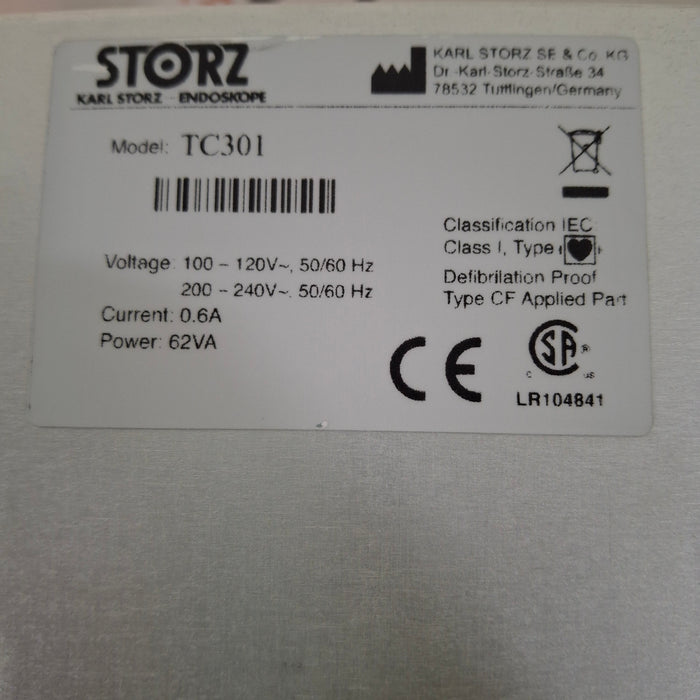 STORZ
KARL STORZ - ENDOSKOPE
KARL STORZ SE & Co. KG
Dr.-Karl-Storz-Straße 34
78532 Tuttlingen/Germany
Model: TC301
Voltage: 100 – 120V~, 50/60 Hz
200 – 240V~. 50/60 Hz
Current: 0.6A
Power: 62VA
Classification IEC
Class I, Type
Defibrilation Proof
Type CF Applied Part
CE
SA®
c us
LR104841